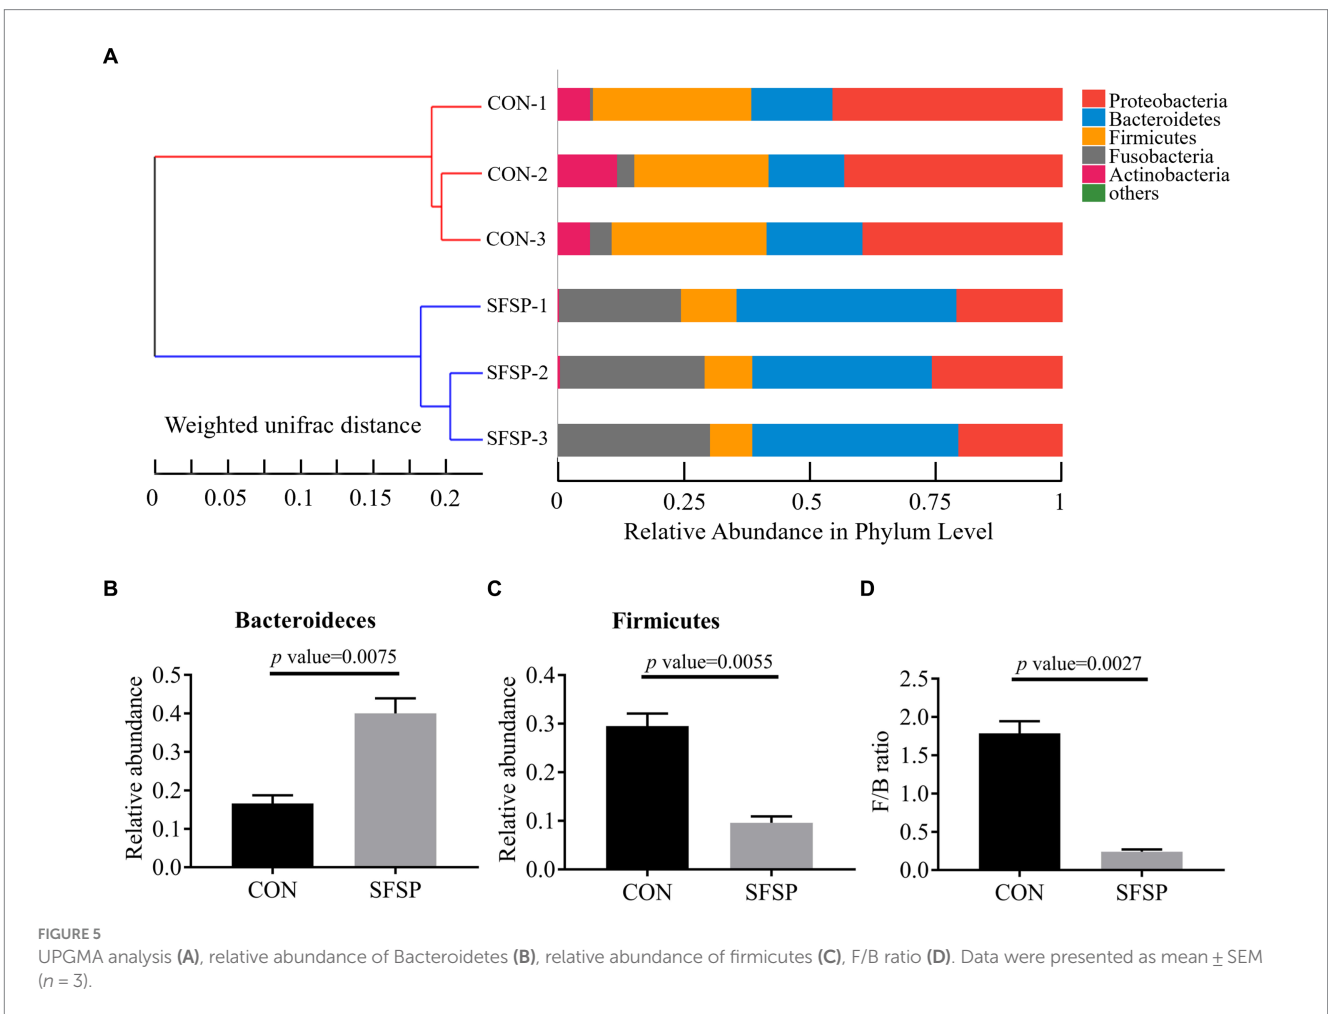 A
CON-1
CON-2
CON-3
SFSP-1
SFSP-2
SFSP-3
Weighted unifrac distance
0 0.05 0.1 0.15 0.2
0 0.25 0.5 0.75 1
Relative Abundance in Phylum Level
Proteobacteria
Bacteroidetes
Firmicutes
Fusobacteria
Actinobacteria
others
B
Bacteroideces
p value=0.0075
Relative abundance
0.5
0.4
0.3
0.2
0.1
0.0
CON SFSP
C
Firmicutes
p value=0.0055
Relative abundance
0.4
0.3
0.2
0.1
0.0
CON SFSP
D
p value=0.0027
F/B ratio
2.5
2.0
1.5
1.0
0.5
0.0
CON SFSP
FIGURE 5
UPGMA analysis (A), relative abundance of Bacteroidetes (B), relative abundance of firmicutes (C), F/B ratio (D). Data were presented as mean ± SEM
(n = 3).